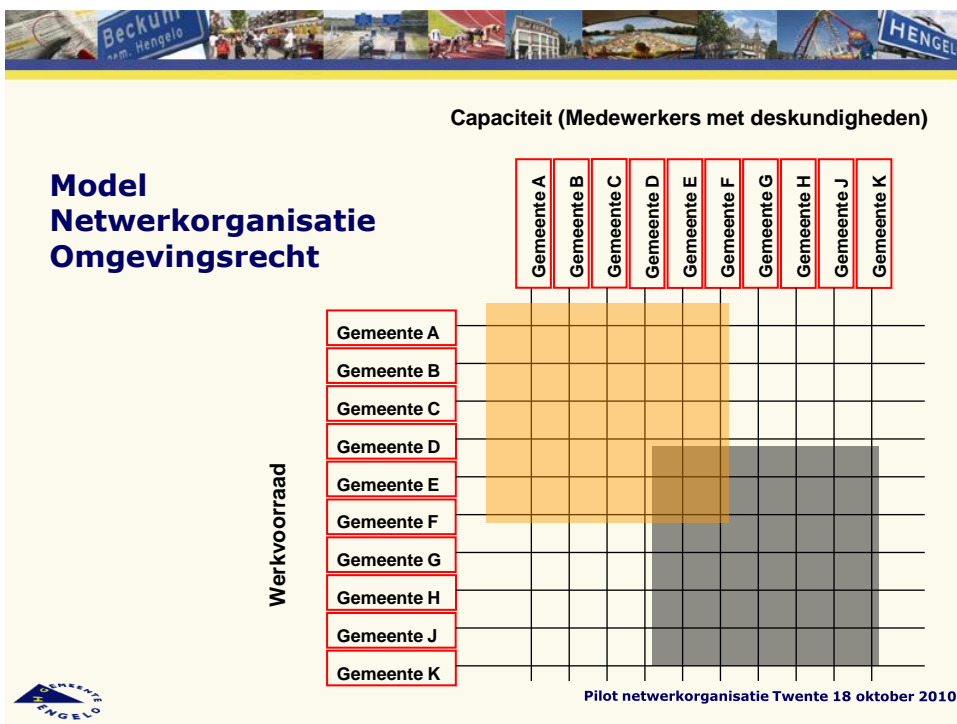 Beckum
gem. Hengelo
HENGEL
Capaciteit (Medewerkers met deskundigheden)
Model
Netwerkorganisatie
Omgevingsrecht
Gemeente A
Gemeente B
Gemeente C
Gemeente D
Gemeente E
Gemeente F
Gemeente G
Gemeente H
Gemeente J
Gemeente K
Werkvoorraad
Gemeente A
Gemeente B
Gemeente C
Gemeente D
Gemeente E
Gemeente F
Gemeente G
Gemeente H
Gemeente J
Gemeente K
GEMEENTE
HENGELO
Pilot netwerkorganisatie Twente 18 oktober 2010